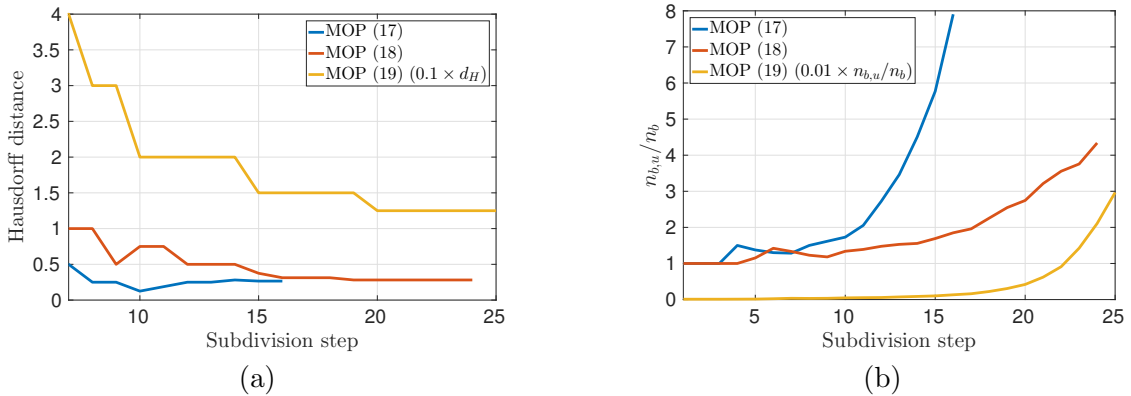 Hausdorff distance
4
3.5
3
2.5
2
1.5
1
0.5
0
MOP (17)
MOP (18)
MOP (19) (0.1 × d_H)
10 15 20 25
Subdivision step
(a)
n_{b,u}/n_b
8
7
6
5
4
3
2
1
0
MOP (17)
MOP (18)
MOP (19) (0.01 × n_{b,u}/n_b)
5 10 15 20 25
Subdivision step
(b)